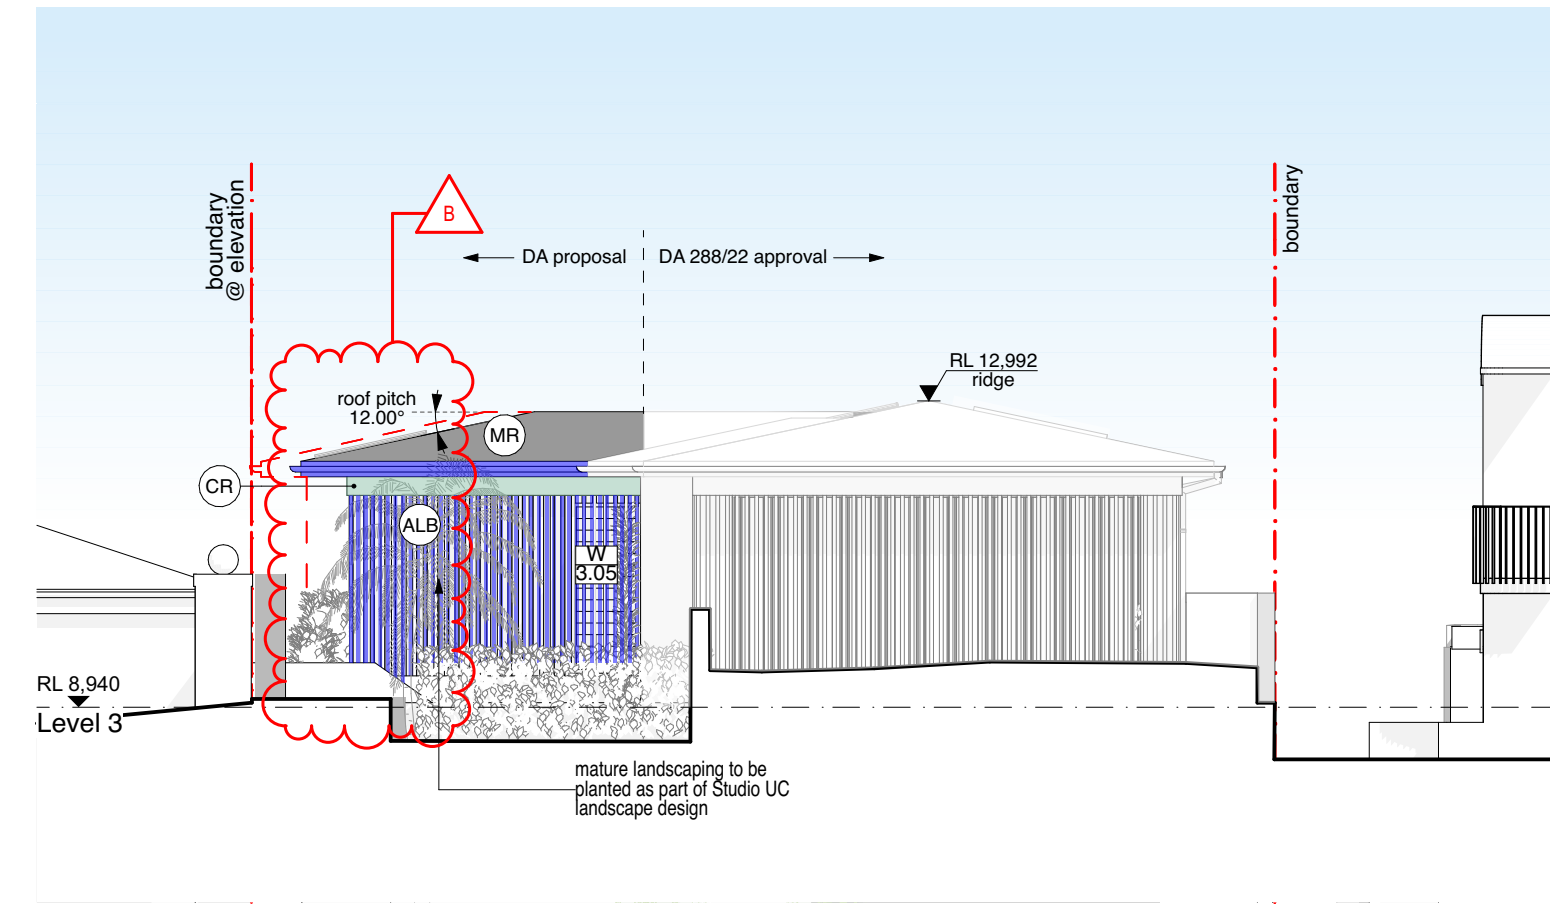 boundary
@ elevation
boundary
B
DA proposal
DA 288/22 approval
RL 12,992
ridge
roof pitch
12.00°
MR
CR
ALB
W
3.05
RL 8,940
Level 3
mature landscaping to be
planted as part of Studio UC
landscape design